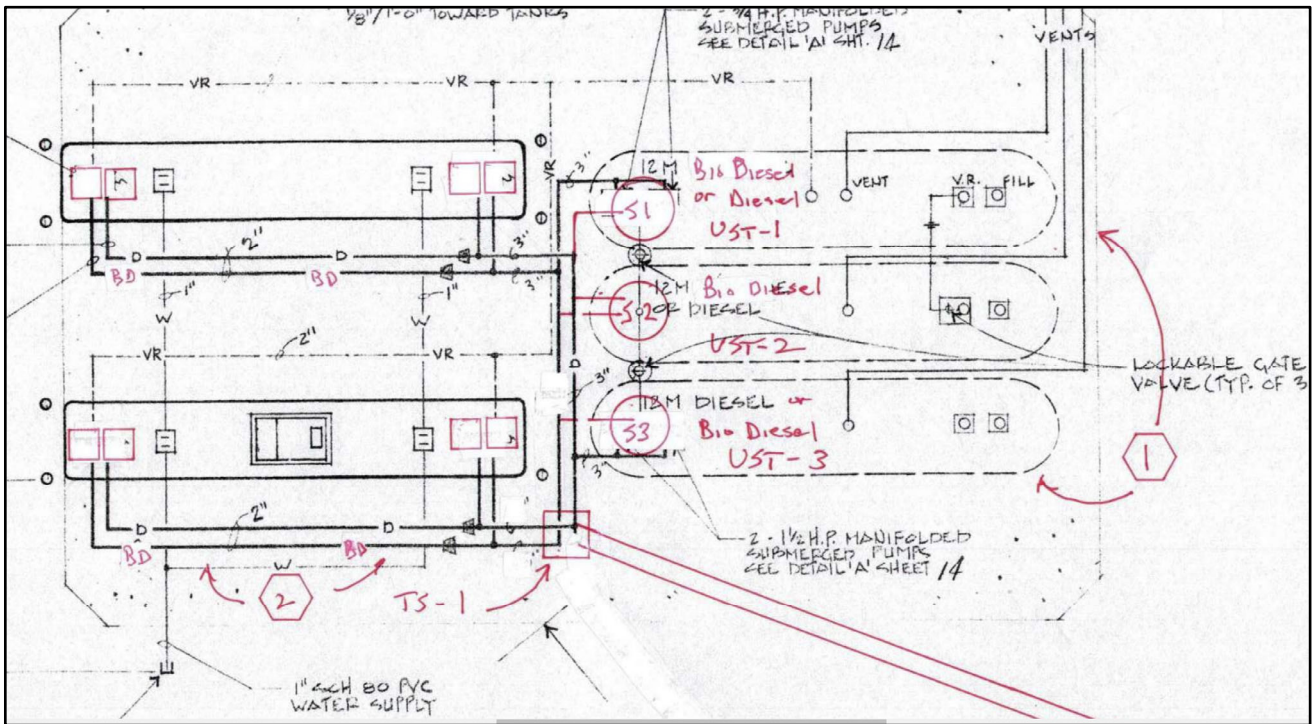 1/8"/1'-0" TOWARD TANKS
2 - 3/4 H.P. MANIFOLDED
SUBMERGED PUMPS
SEE DETAIL 'A' SHT. 14
VENTS
VR
VR
VR
VR
3"
12 M
Bio Diesel
or Diesel
UST-1
S1
VENT
V.R.
FILL
2"
D
D
3"
BD
BD
3"
1"
1"
W
W
12M Bio Diesel
OR DIESEL
UST-2
S2
VR
2"
VR
D
3"
LOCKABLE GATE
VALVE (TYP. OF 3
12M DIESEL or
Bio Diesel
UST-3
S3
3"
1
D
2"
D
BD
BD
W
2
TS-1
2 - 1 1/2 H.P. MANIFOLDED
SUBMERGED PUMPS
SEE DETAIL 'A' SHEET 14
1" SCH 80 PVC
WATER SUPPLY